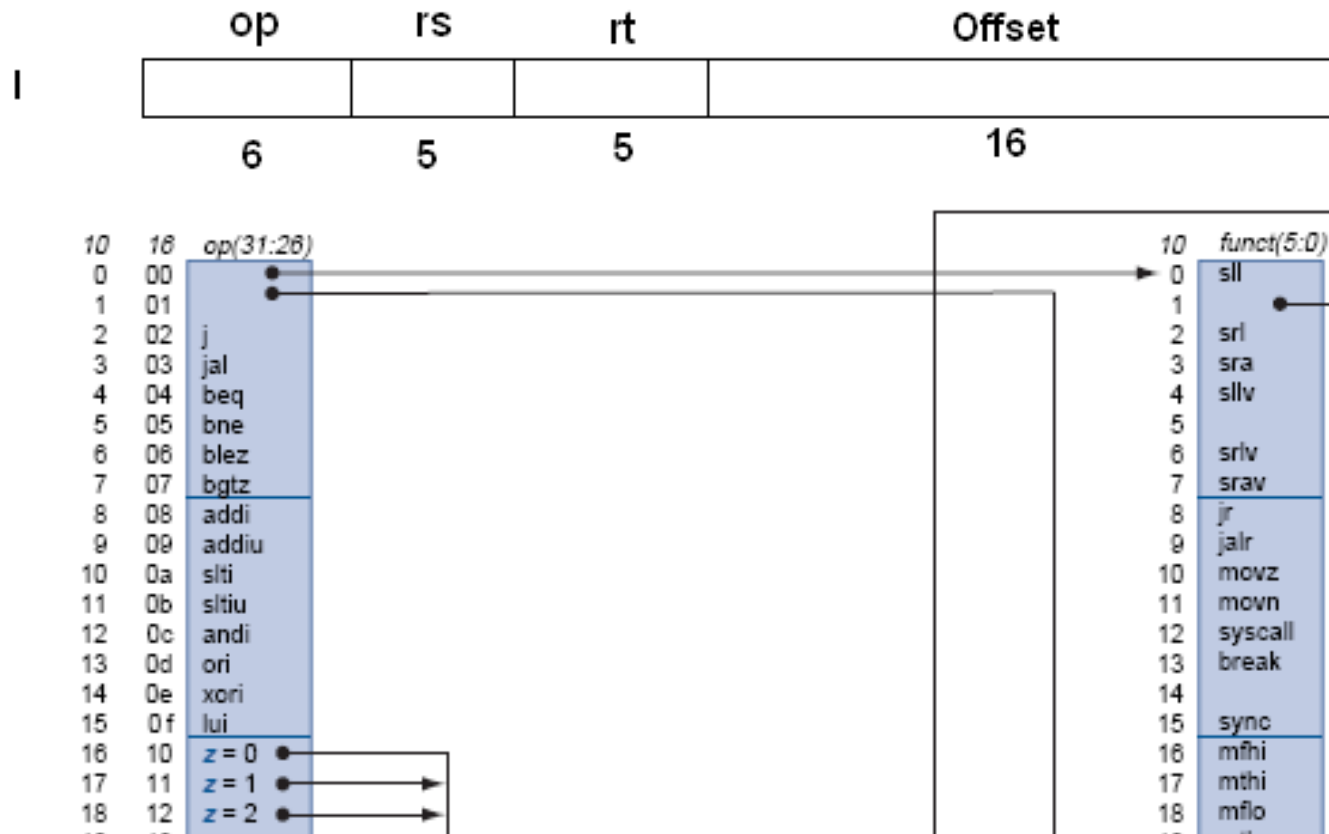 op rs rt Offset
I
6 5 5 16
10 16 op(31:26) 10 funct(5:0)
0 00 0 sll
1 01 1
2 02 j 2 srl
3 03 jal 3 sra
4 04 beq 4 sllv
5 05 bne 5
6 06 blez 6 srlv
7 07 bgtz 7 srav
8 08 addi 8 jr
9 09 addiu 9 jalr
10 0a slti 10 movz
11 0b sltiu 11 movn
12 0c andi 12 syscall
13 0d ori 13 break
14 0e xori 14
15 0f lui 15 sync
16 10 z = 0 16 mfhi
17 11 z = 1 17 mthi
18 12 z = 2 18 mflo